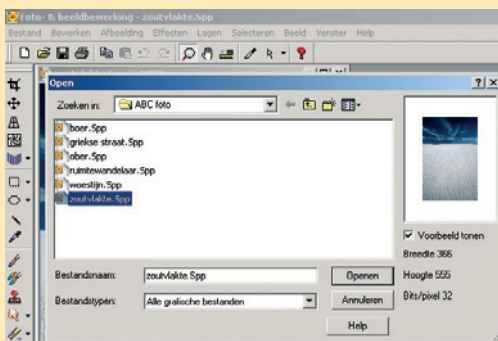 Foto- & beeldbewerking - zoutvlakte.Spp
Bestand Bewerken Afbeelding Effecten Lagen Selecteren Beeld Venster Help
Open
Zoeken in: ABC foto
boer.Spp
griekse straat.Spp
ober.Spp
ruimtewandelaar.Spp
woestijn.Spp
zoutvlakte.Spp
Voorbeeld tonen
Breedte 366
Hoogte 555
Bits/pixel 32
Bestandsnaam: zoutvlakte.Spp Openen
Bestandstypen: Alle grafische bestanden Annuleren
Help